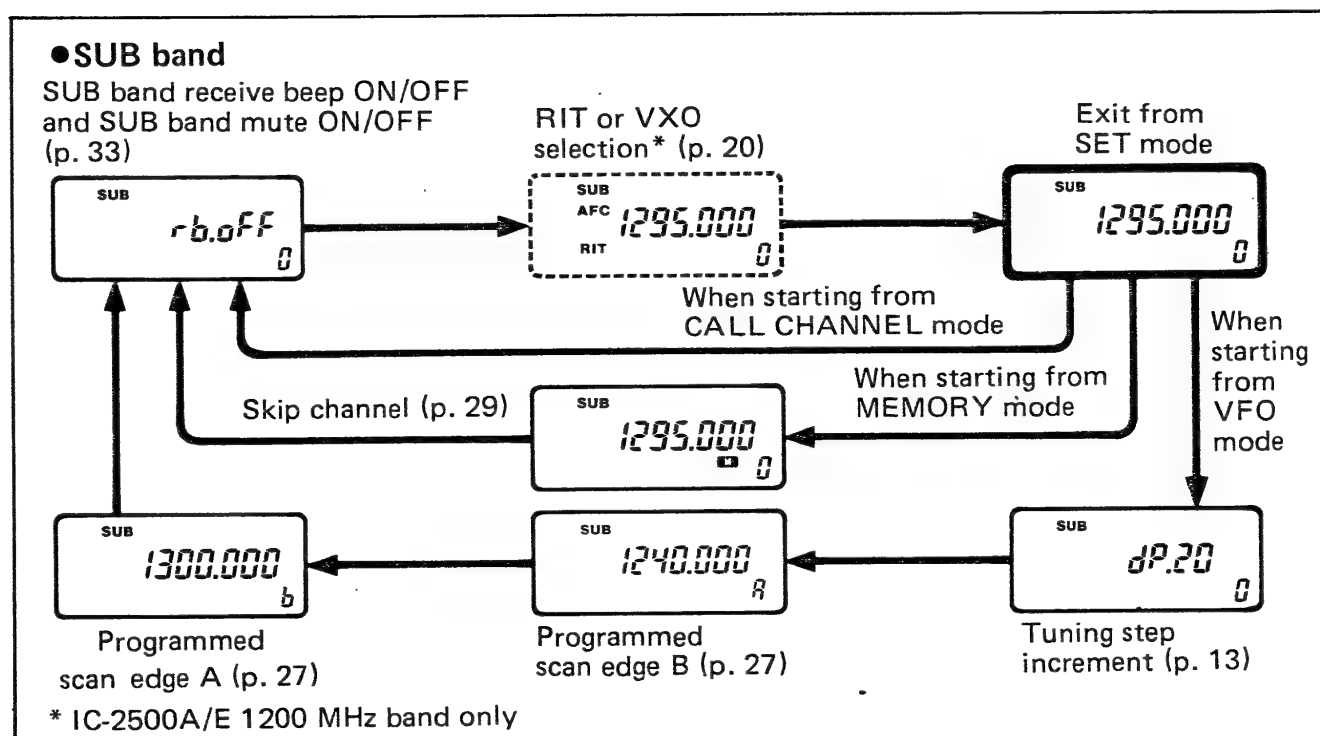 ●SUB band
SUB band receive beep ON/OFF
and SUB band mute ON/OFF
(p. 33)
SUB
rb.oFF
0
RIT or VXO
selection* (p. 20)
SUB
AFC
1295.000
RIT
0
Exit from
SET mode
SUB
1295.000
0
When starting from
CALL CHANNEL mode
When
starting
from
VFO
mode
When starting from
MEMORY mode
Skip channel (p. 29)
SUB
1295.000
M
0
SUB
1300.000
b
Programmed
scan edge A (p. 27)
SUB
1240.000
A
Programmed
scan edge B (p. 27)
SUB
dP.20
0
Tuning step
increment (p. 13)
* IC-2500A/E 1200 MHz band only